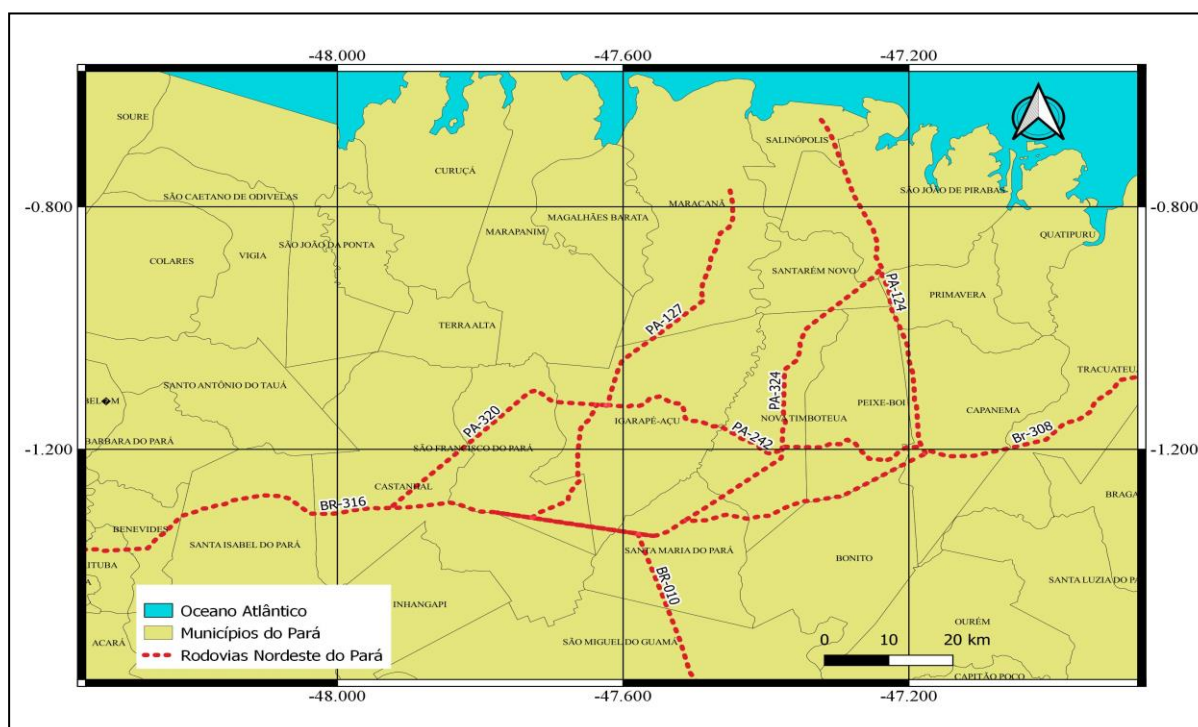 -48.000 -47.600 -47.200
SOURE
SALINÓPOLIS
CURUÇÁ
SÃO CAETANO DE ODIVELAS
SÃO JOÃO DE PIRABAS
-0.800 -0.800
MARACANÃ
MAGALHÃES BARATA
MARAPANIM
QUATIPURU
SÃO JOÃO DA PONTA
VIGIA
COLARES
SANTARÉM NOVO
PA-124
PRIMAVERA
PA-127
TERRA ALTA
TRACUATEUA
SANTO ANTÔNIO DO TAUÁ
PA-324
BEL�M
PEIXE-BOI
CAPANEMA
PA-320
IGARAPÉ-AÇU
NOVA TIMBOTEUA
PA-242
Br-308
BARBARA DO PARÁ
SÃO FRANCISCO DO PARÁ
-1.200 -1.200
CASTANHAL
BRAGA
BR-316
BENEVIDES
SANTA ISABEL DO PARÁ
SANTA MARIA DO PARÁ
BONITO
ITUBA
BR-010
SANTA LUZIA DO PA
INHANGAPI
Oceano Atlântico
Municípios do Pará
Rodovias Nordeste do Pará
ACARÁ
SÃO MIGUEL DO GUAMÁ
OURÉM
0 10 20 km
CAPITÃO POÇO
-48.000 -47.600 -47.200